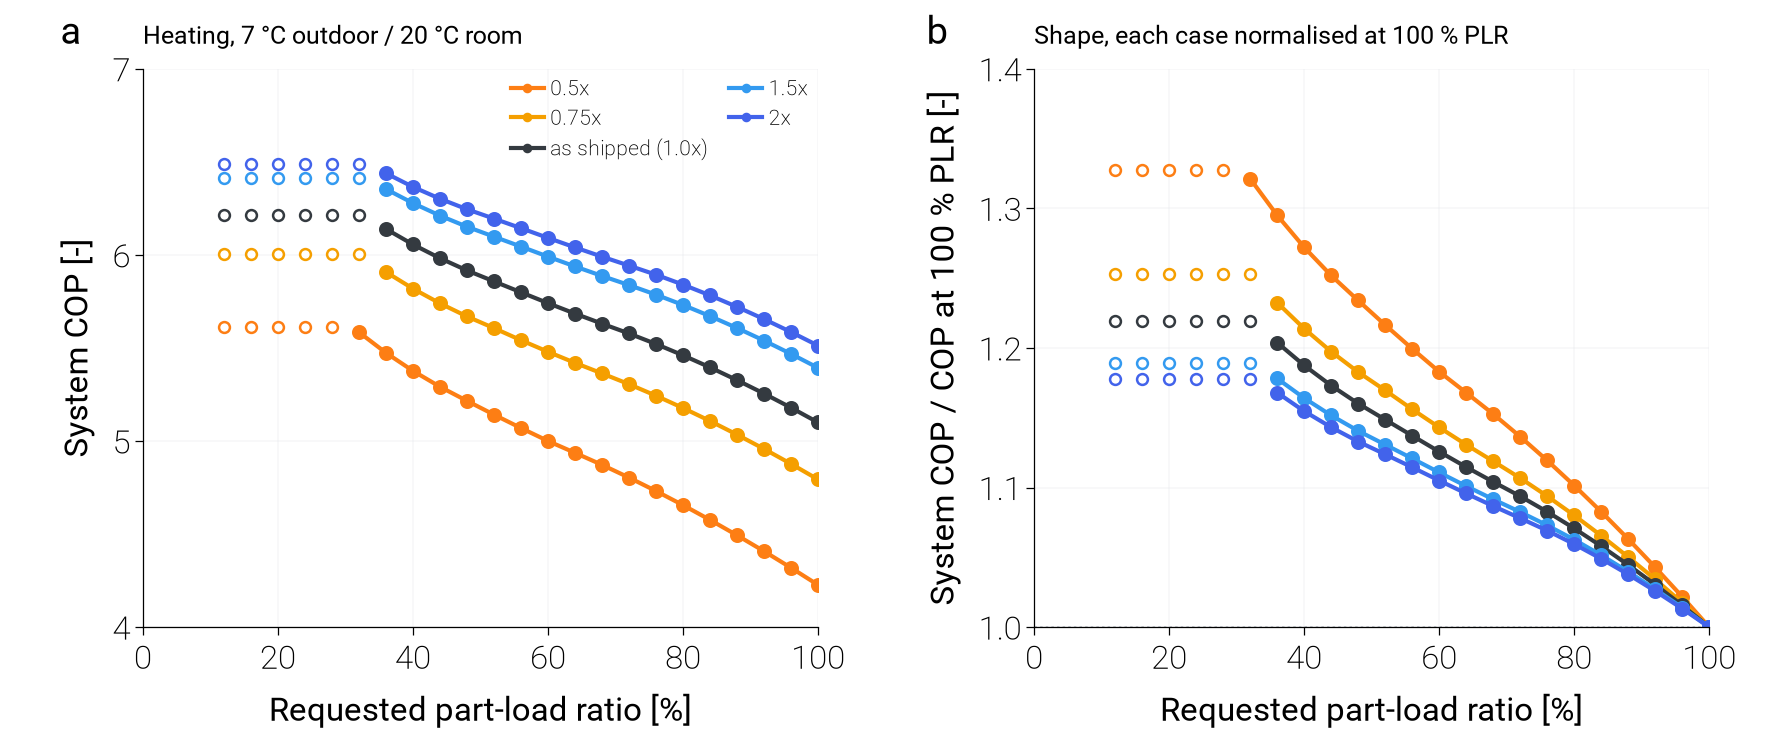 a
Heating, 7 °C outdoor / 20 °C room
7
6
5
4
0
20
40
60
80
100
System COP [-]
Requested part-load ratio [%]
0.5x
0.75x
as shipped (1.0x)
1.5x
2x
b
Shape, each case normalised at 100 % PLR
1.4
1.3
1.2
1.1
1.0
0
20
40
60
80
100
System COP / COP at 100 % PLR [-]
Requested part-load ratio [%]